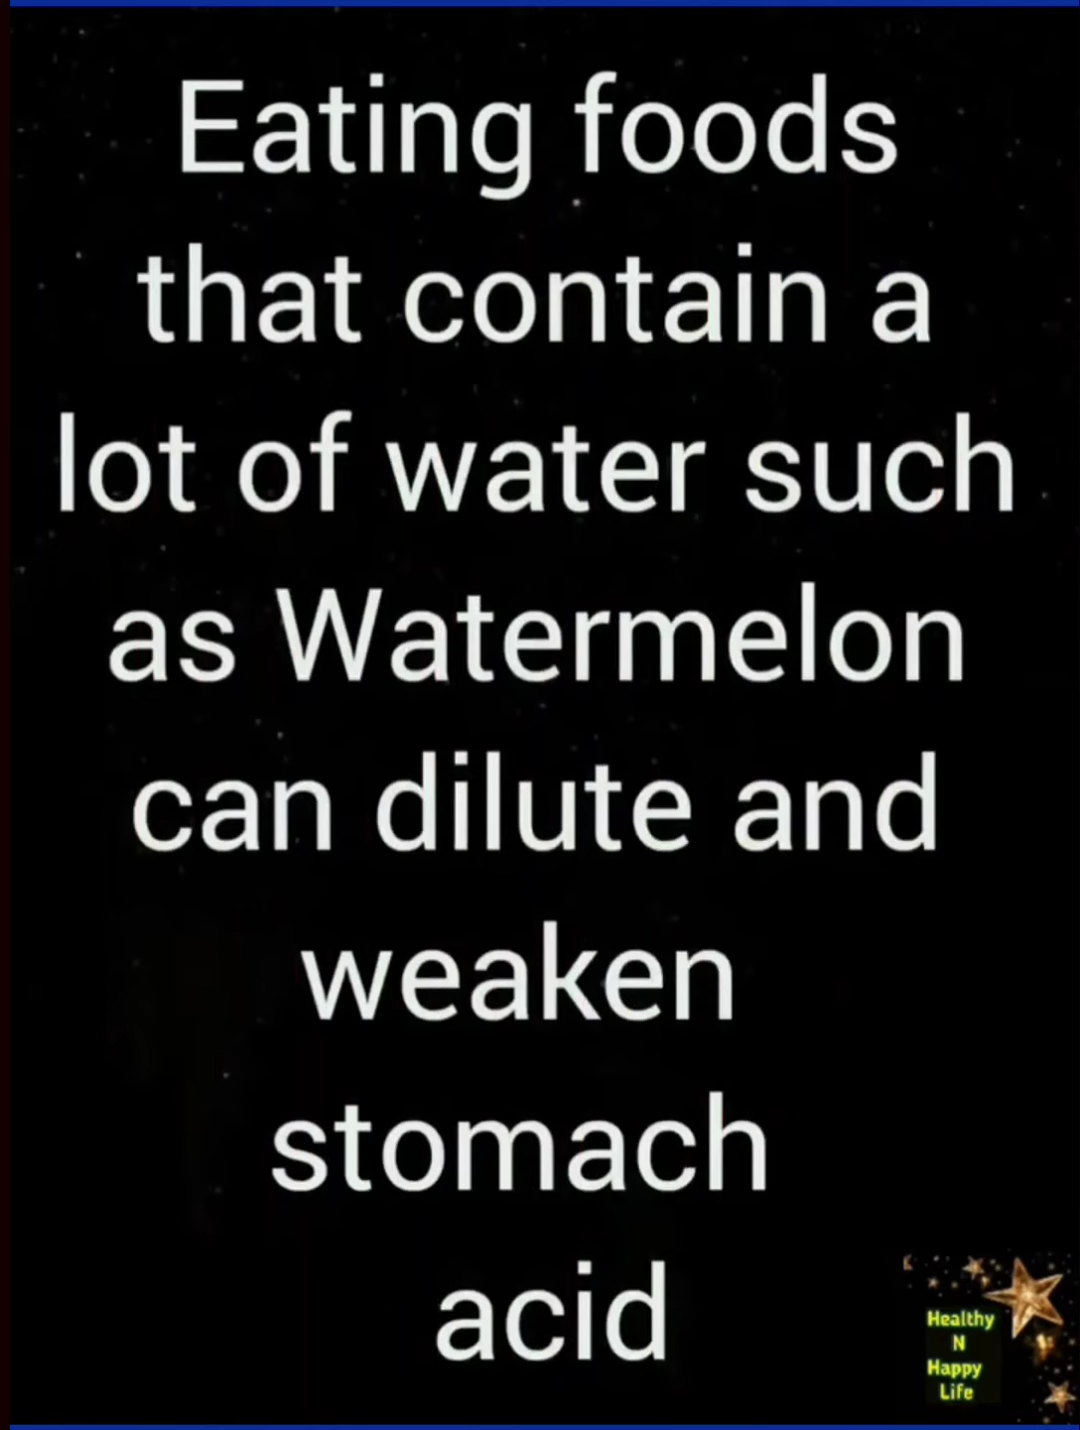 Eating foods
that contain a
lot of water such
as Watermelon
can dilute and
weaken
stomach
acid
Healthy
N
Happy
Life